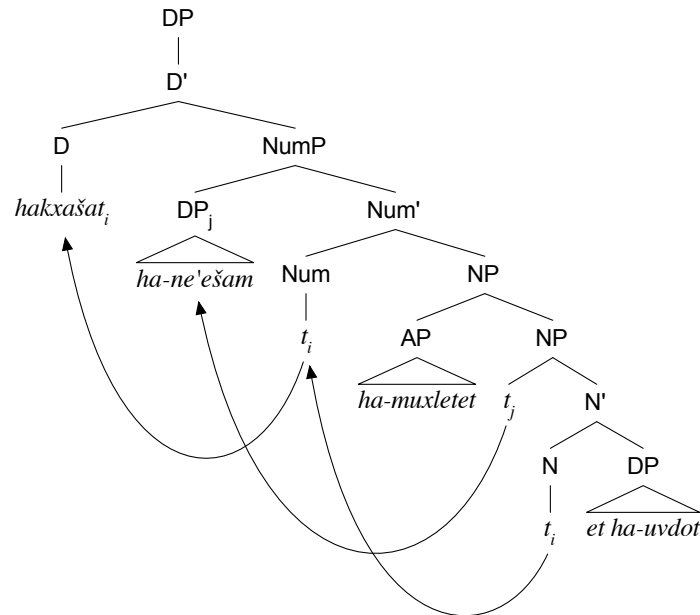 DP
D'
D NumP
hakxašat_i DP_j Num'
ha-ne'ešam Num NP
t_i AP NP
ha-muxletet t_j N'
N DP
t_i et ha-uvdot